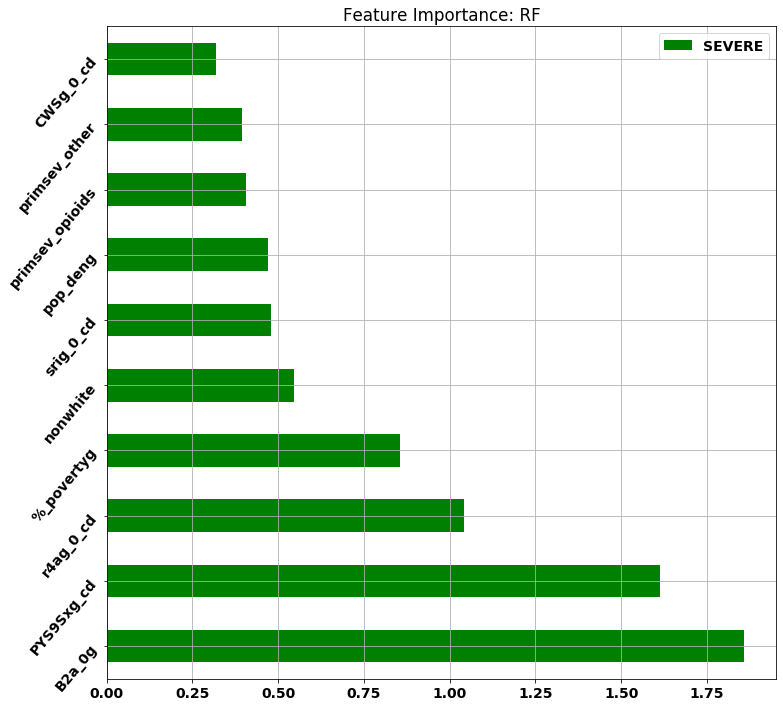 Feature Importance: RF
SEVERE
CWSg_0_cd
primsev_other
primsev_opioids
pop_deng
srig_0_cd
nonwhite
%_povertyg
r4ag_0_cd
PYS9Sxg_cd
B2a_0g
0.00 0.25 0.50 0.75 1.00 1.25 1.50 1.75